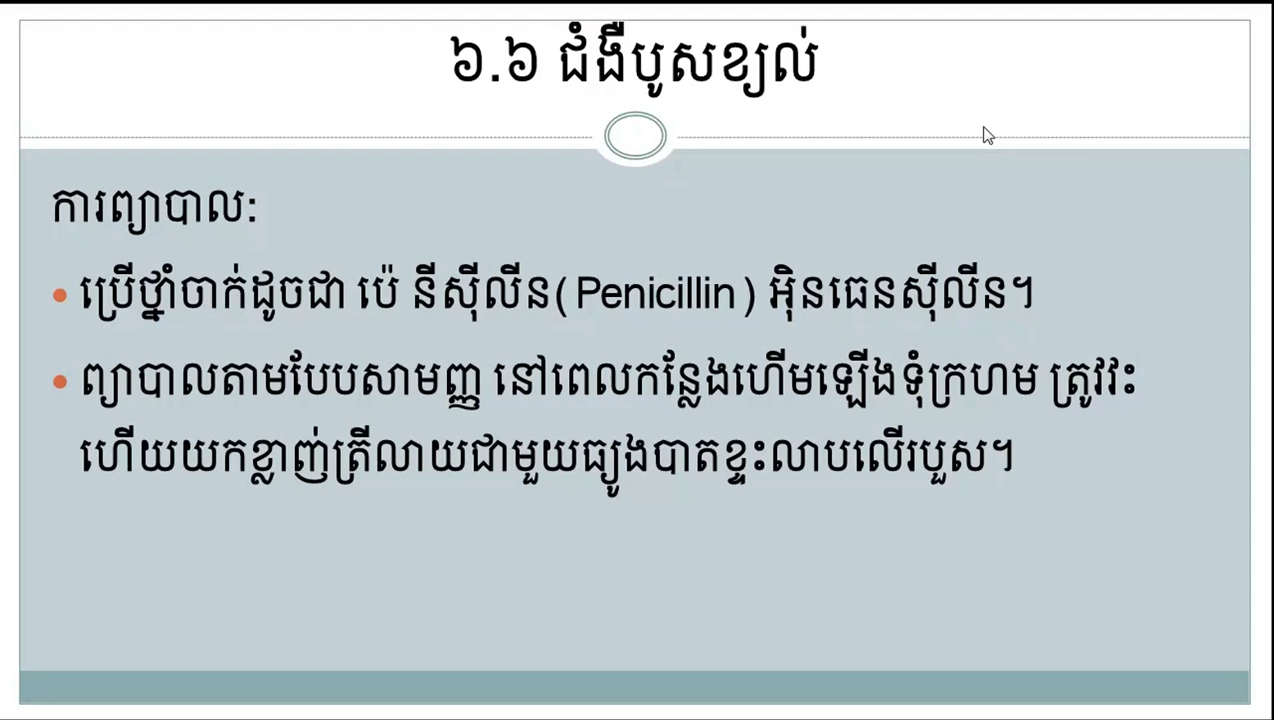 ៦.៦ ជំងឺបូសខ្យល់
ការព្យាបាល:
• ប្រើថ្នាំចាក់ដូចជា ប៉េ នីស៊ីលីន(Penicillin) អ៊ិនធេនស៊ីលីន។
• ព្យាបាលតាមបែបសាមញ្ញ នៅពេលកន្លែងហើមឡើងទុំក្រហម ត្រូវវះ
ហើយយកខ្លាញ់ត្រីលាយជាមួយធ្យូងបាតខ្ទះលាបលើរបួស។